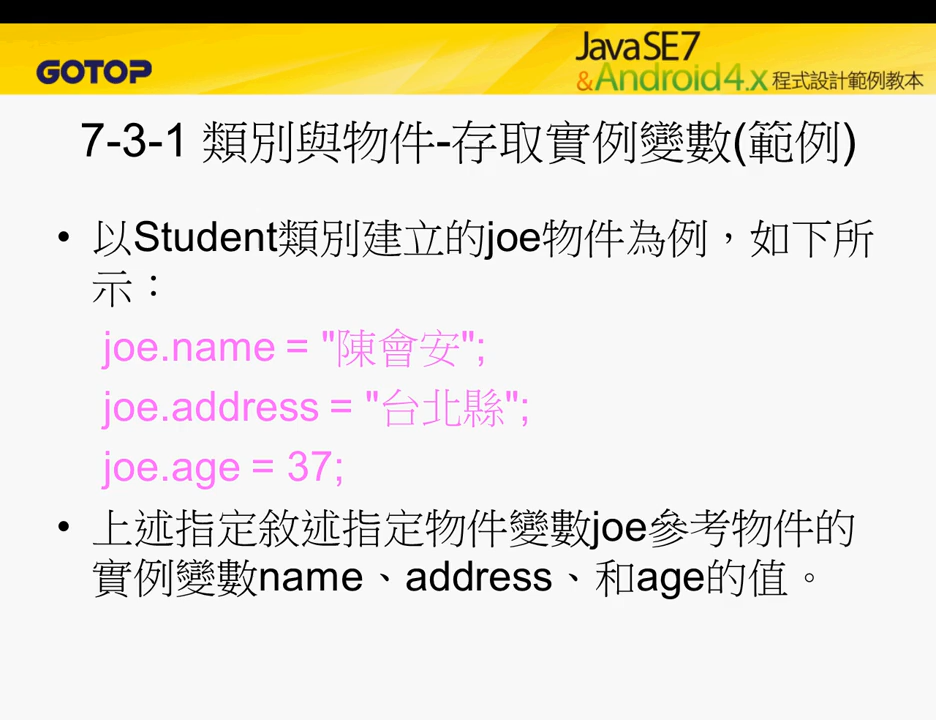 GOTOP
Java SE 7
&Android 4.x 程式設計範例教本
7-3-1 類別與物件-存取實例變數(範例)
• 以Student類別建立的joe物件為例，如下所
示：
joe.name = "陳會安";
joe.address = "台北縣";
joe.age = 37;
• 上述指定敘述指定物件變數joe參考物件的
實例變數name、address、和age的值。